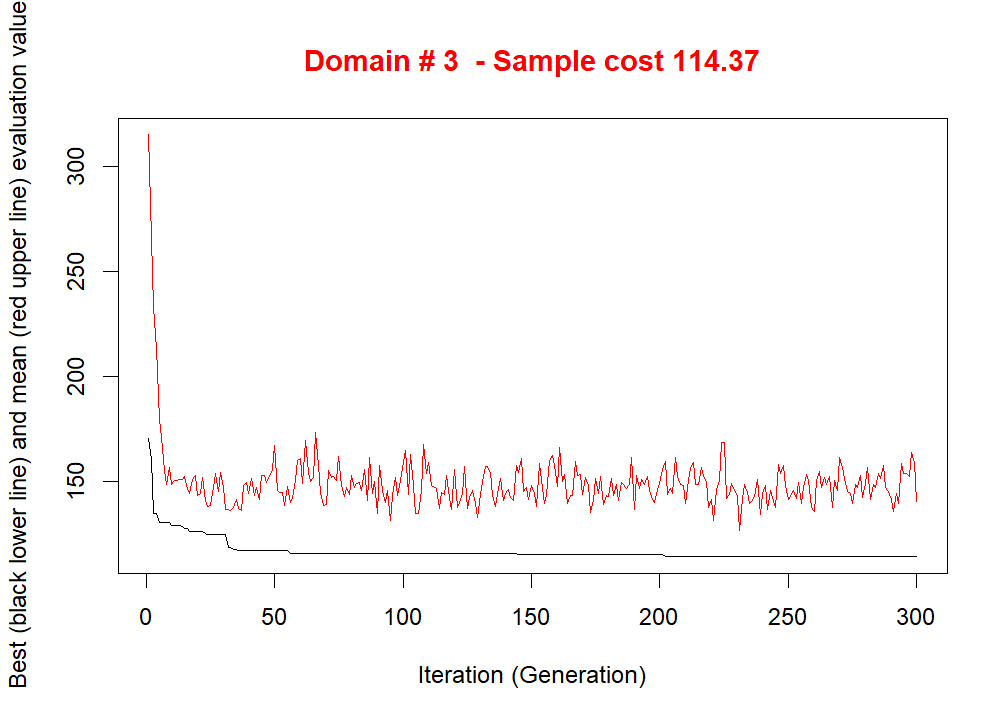 Domain # 3  - Sample cost 114.37
Best (black lower line) and mean (red upper line) evaluation value
300
250
200
150
0 50 100 150 200 250 300
Iteration (Generation)